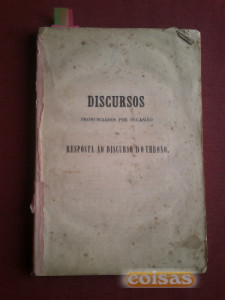 DISCURSOS
PRONUNCIADOS POR OCCASIÃO
DA
RESPOSTA AO DISCURSO DO THRONO,
coisas